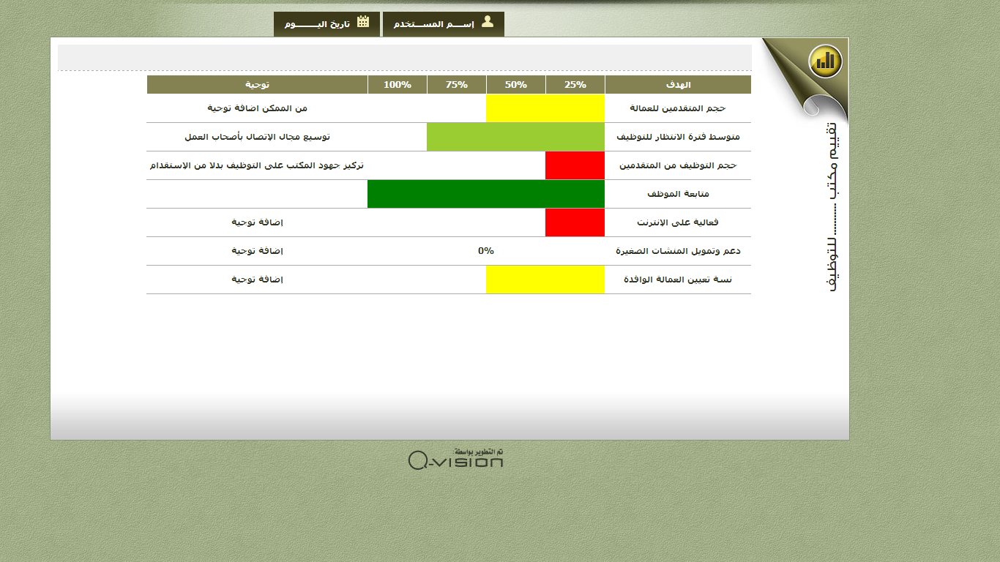 إســـم المســـتخدم
تاريخ اليـــــــوم
الهدف 25% 50% 75% 100% توجية
حجم المتقدمين للعمالة من الممكن اضافة توجية
متوسط فترة الانتظار للتوظيف توسيع مجال الإتصال بأصحاب العمل
حجم التوظيف من المتقدمين تركيز جهود المكتب على التوظيف بدلا من الإستقدام
متابعة الموظف
فعالية على الإنترنت إضافة توجية
دعم وتمويل المنشات الصغيرة 0% إضافة توجية
نسة تعيين العمالة الوافدة إضافة توجية
تقييم مكتب ........... للتوظيف
تم التطوير بواسطة:
Q-VISION